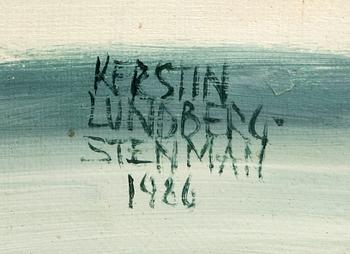 KERSTIN
LUNDBERG-
STENMAN
1986